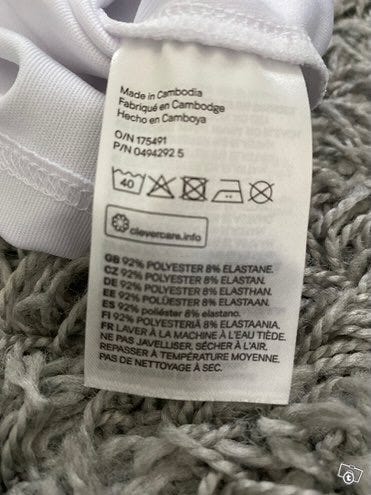 Made in Cambodia
Fabriqué en Cambodge
Hecho en Camboya
O/N 175491
P/N 0494292 5
40
clevercare.info
GB 92% POLYESTER 8% ELASTANE.
CZ 92% POLYESTER 8% ELASTAN.
DE 92% POLYESTER 8% ELASTHAN.
EE 92% POLÜESTER 8% ELASTAAN.
ES 92% poliéster 8% elastano.
FI 92% POLYESTERIÄ 8% ELASTAANIA.
FR LAVER À LA MACHINE À L'EAU TIÈDE.
NE PAS JAVELLISER. SÉCHER À L'AIR.
REPASSER À TEMPÉRATURE MOYENNE.
PAS DE NETTOYAGE À SEC.